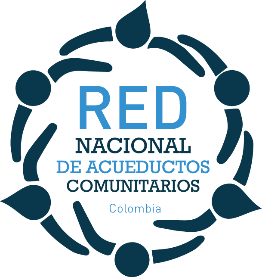 RED
NACIONAL
DE ACUEDUCTOS
COMUNITARIOS
Colombia